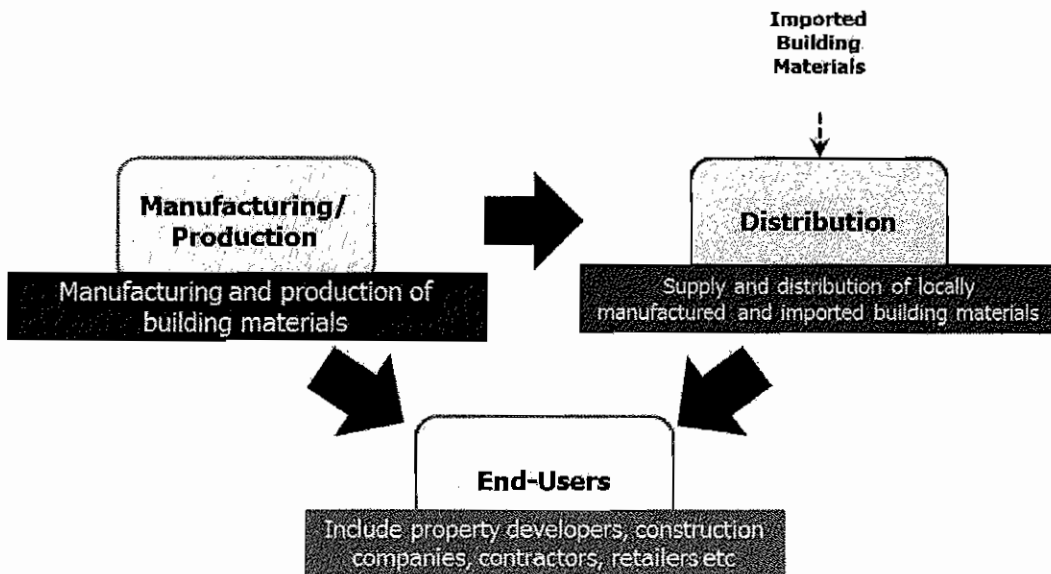 Imported
Building
Materials
Manufacturing/
Production
Distribution
Manufacturing and production of
building materials
Supply and distribution of locally
manufactured and imported building materials
End-Users
Include property developers, construction
companies, contractors, retailers etc